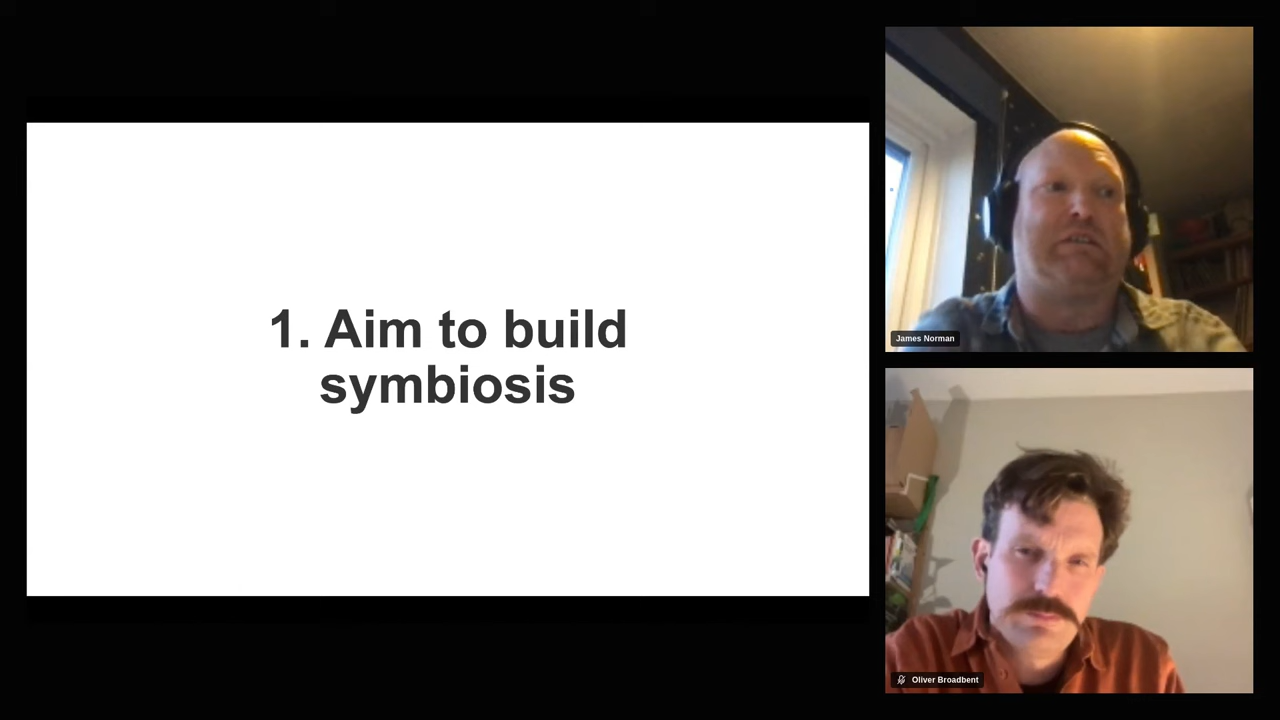 1. Aim to build
symbiosis
James Norman
Oliver Broadbent